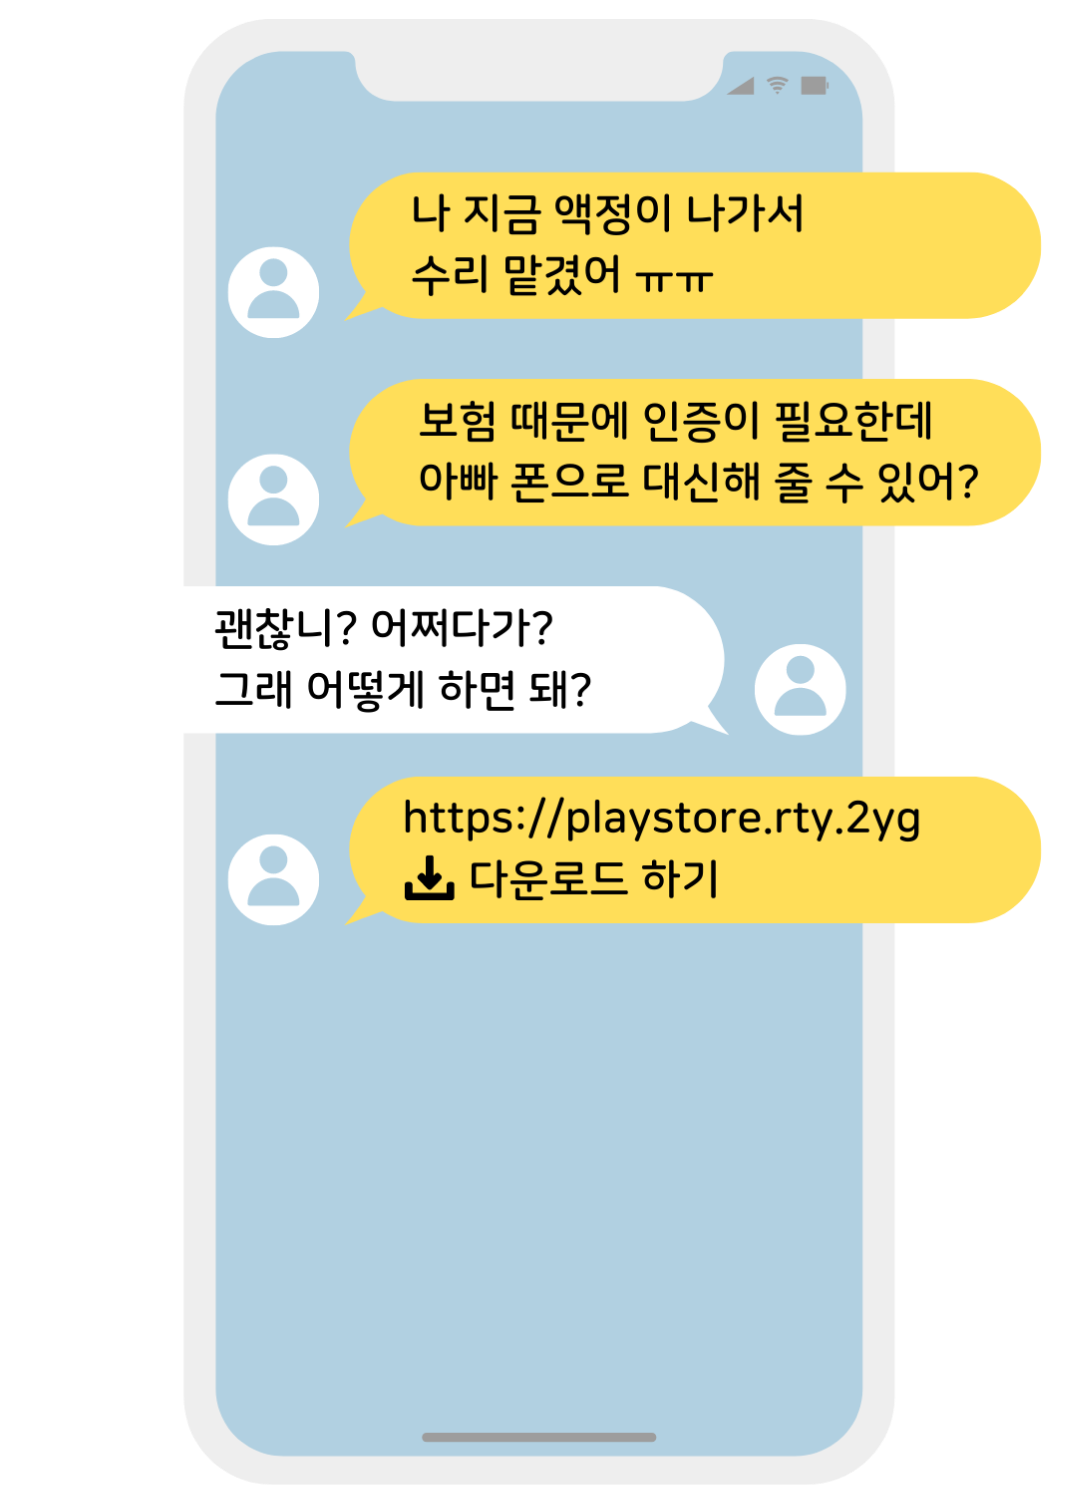 나 지금 액정이 나가서
수리 맡겼어 ㅠㅠ
보험 때문에 인증이 필요한데
아빠 폰으로 대신해 줄 수 있어?
괜찮니? 어쩌다가?
그래 어떻게 하면 돼?
https://playstore.rty.2yg
다운로드 하기